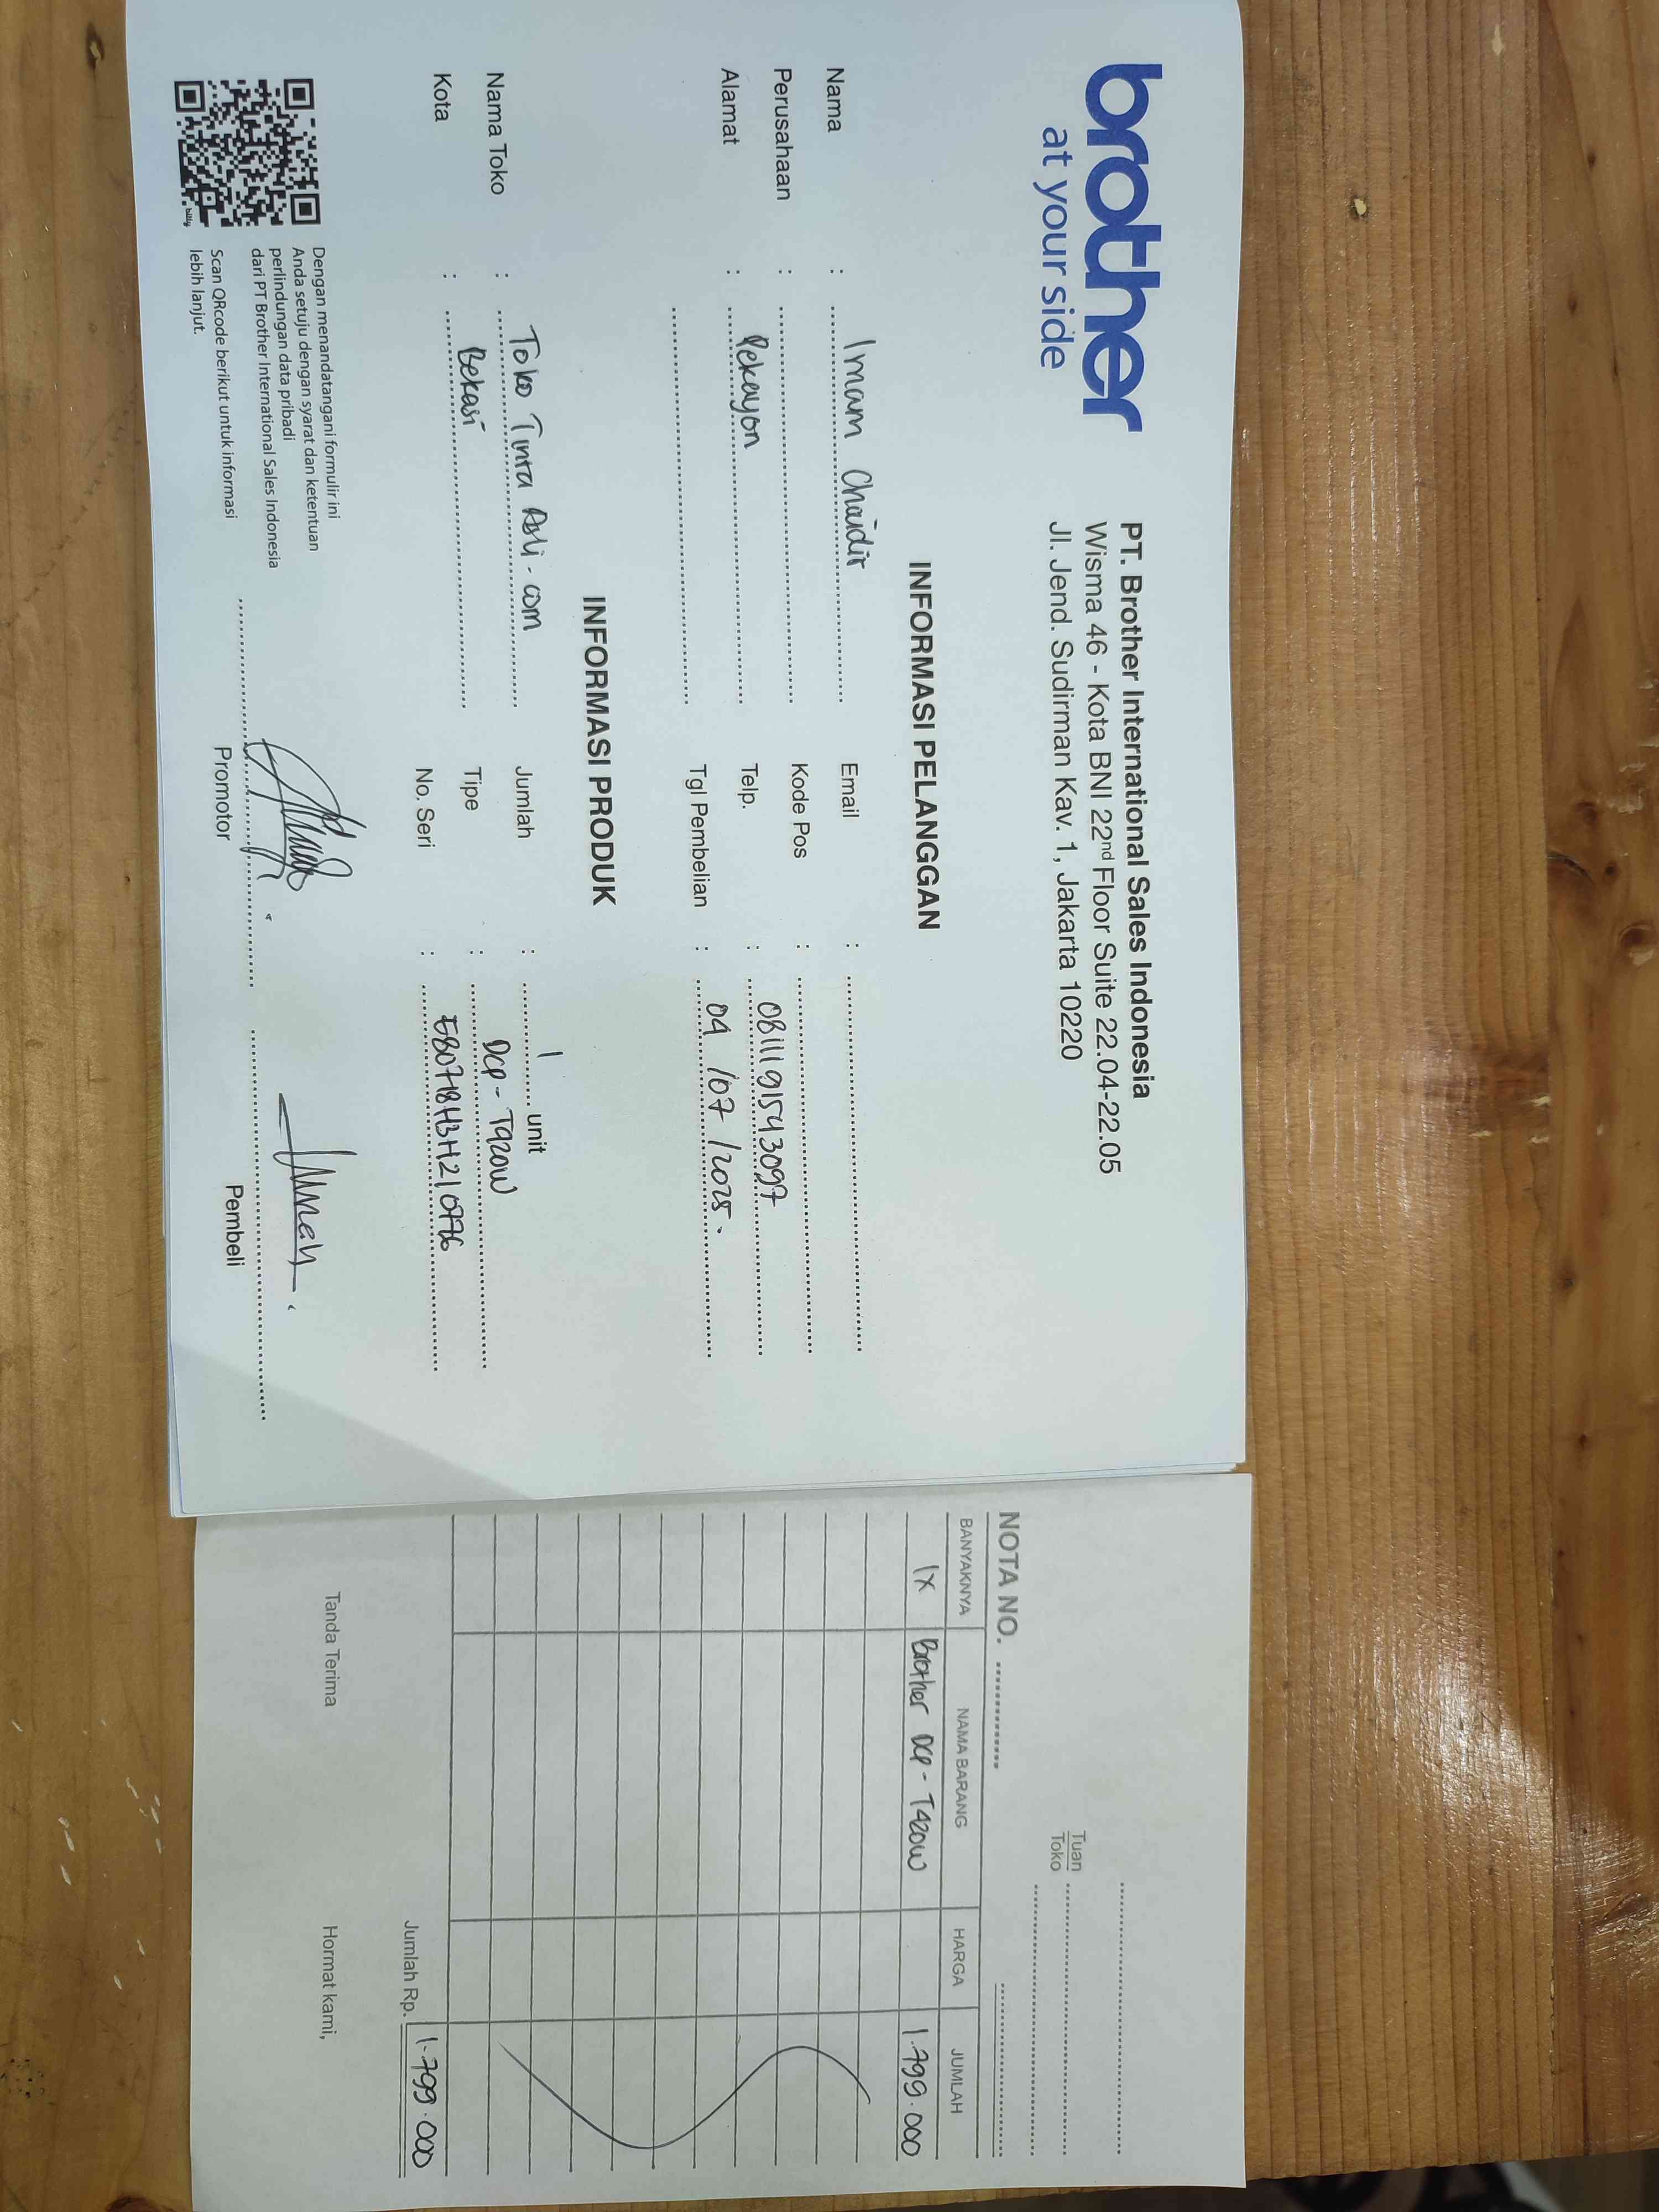 brother
at your side
PT. Brother International Sales Indonesia
Wisma 46 - Kota BNI 22nd Floor Suite 22.04-22.05
Jl. Jend. Sudirman Kav. 1, Jakarta 10220
INFORMASI PELANGGAN
Nama : Imam Chaidir
Email :
Perusahaan :
Kode Pos :
Alamat : Pekayon
Telp. :
Tgl Pembelian : 04 /07 /2025.
INFORMASI PRODUK
Nama Toko : Toko Tinta Asli.com
Jumlah : 1 unit
Kota : Bekasi
Tipe : DCP-T420W
No. Seri :
Dengan menandatangani formulir ini
Anda setuju dengan syarat dan ketentuan
perlindungan data pribadi
dari PT Brother International Sales Indonesia
Scan QRcode berikut untuk informasi
lebih lanjut.
Promotor
Pembeli
Tuan
Toko
NOTA NO.
BANYAKNYA NAMA BARANG HARGA JUMLAH
1x Brother DCP-T420W 1.799.000
Jumlah Rp. 1.799.000
Tanda Terima
Hormat kami,